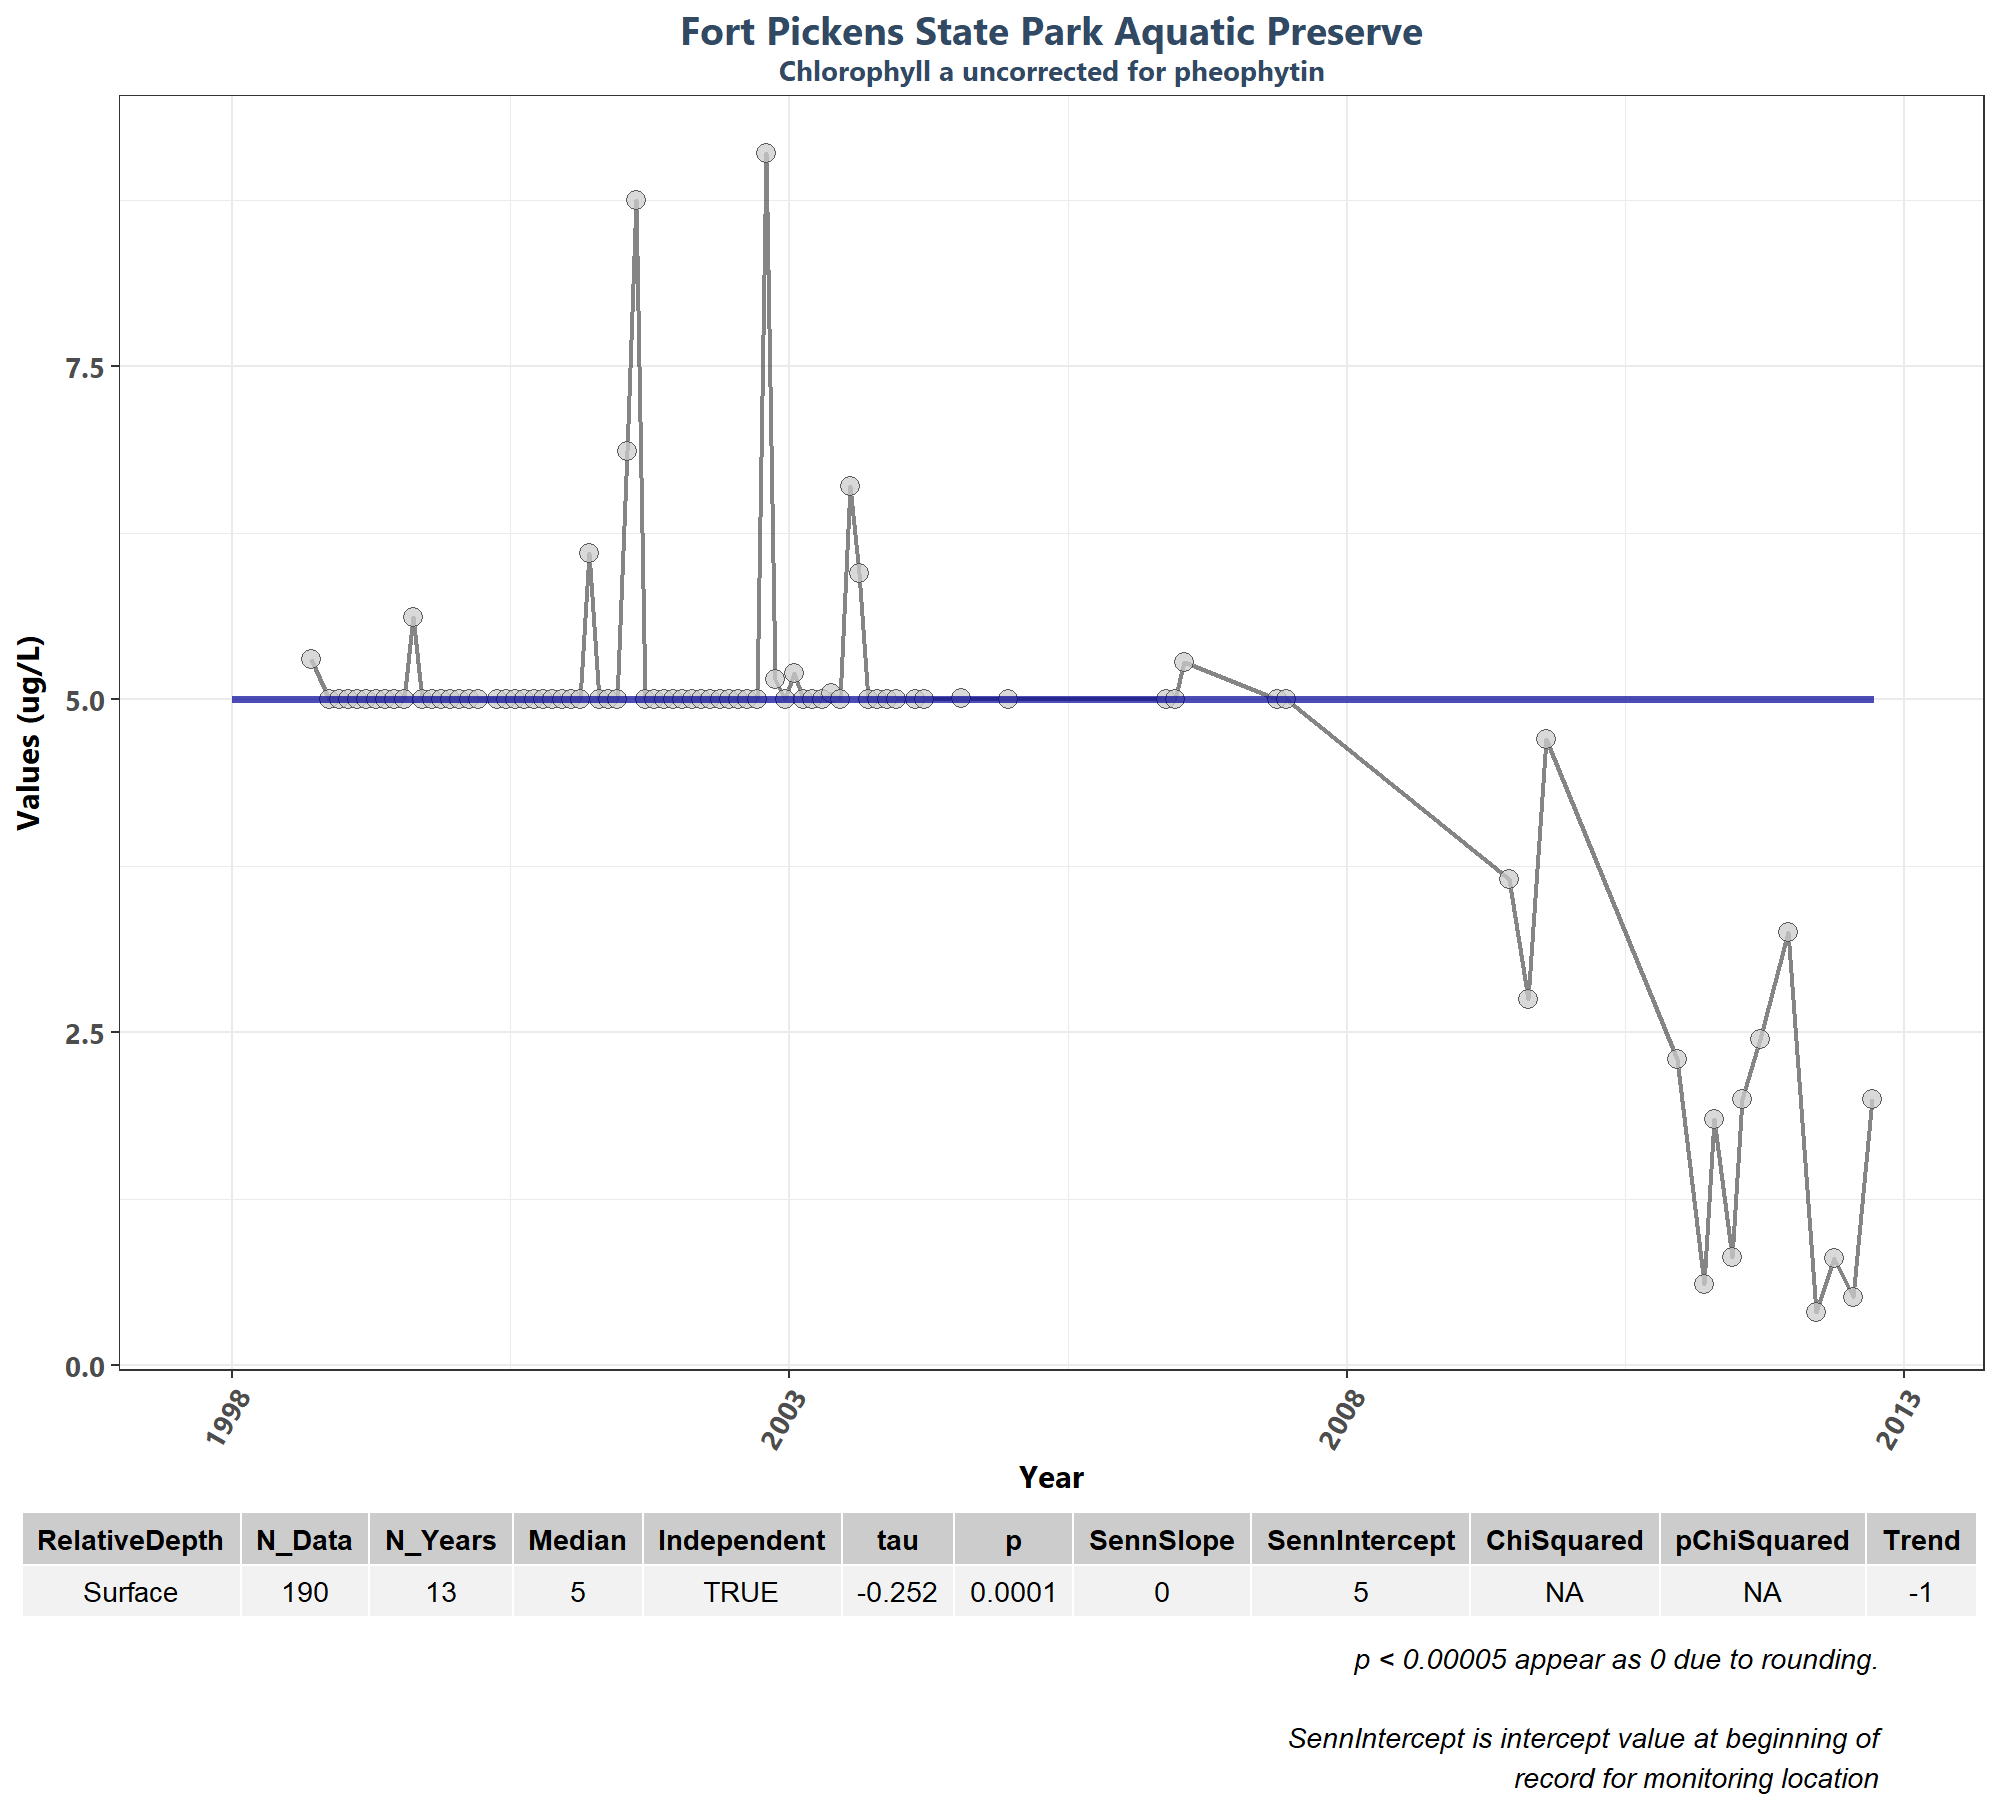 Fort Pickens State Park Aquatic Preserve
Chlorophyll a uncorrected for pheophytin
Values (ug/L)
7.5
5.0
2.5
0.0
1998 2003 2008 2013
Year
RelativeDepth N_Data N_Years Median Independent tau p SennSlope SennIntercept ChiSquared pChiSquared Trend
Surface 190 13 5 TRUE -0.252 0.0001 0 5 NA NA -1
p < 0.00005 appear as 0 due to rounding.
SennIntercept is intercept value at beginning of
record for monitoring location